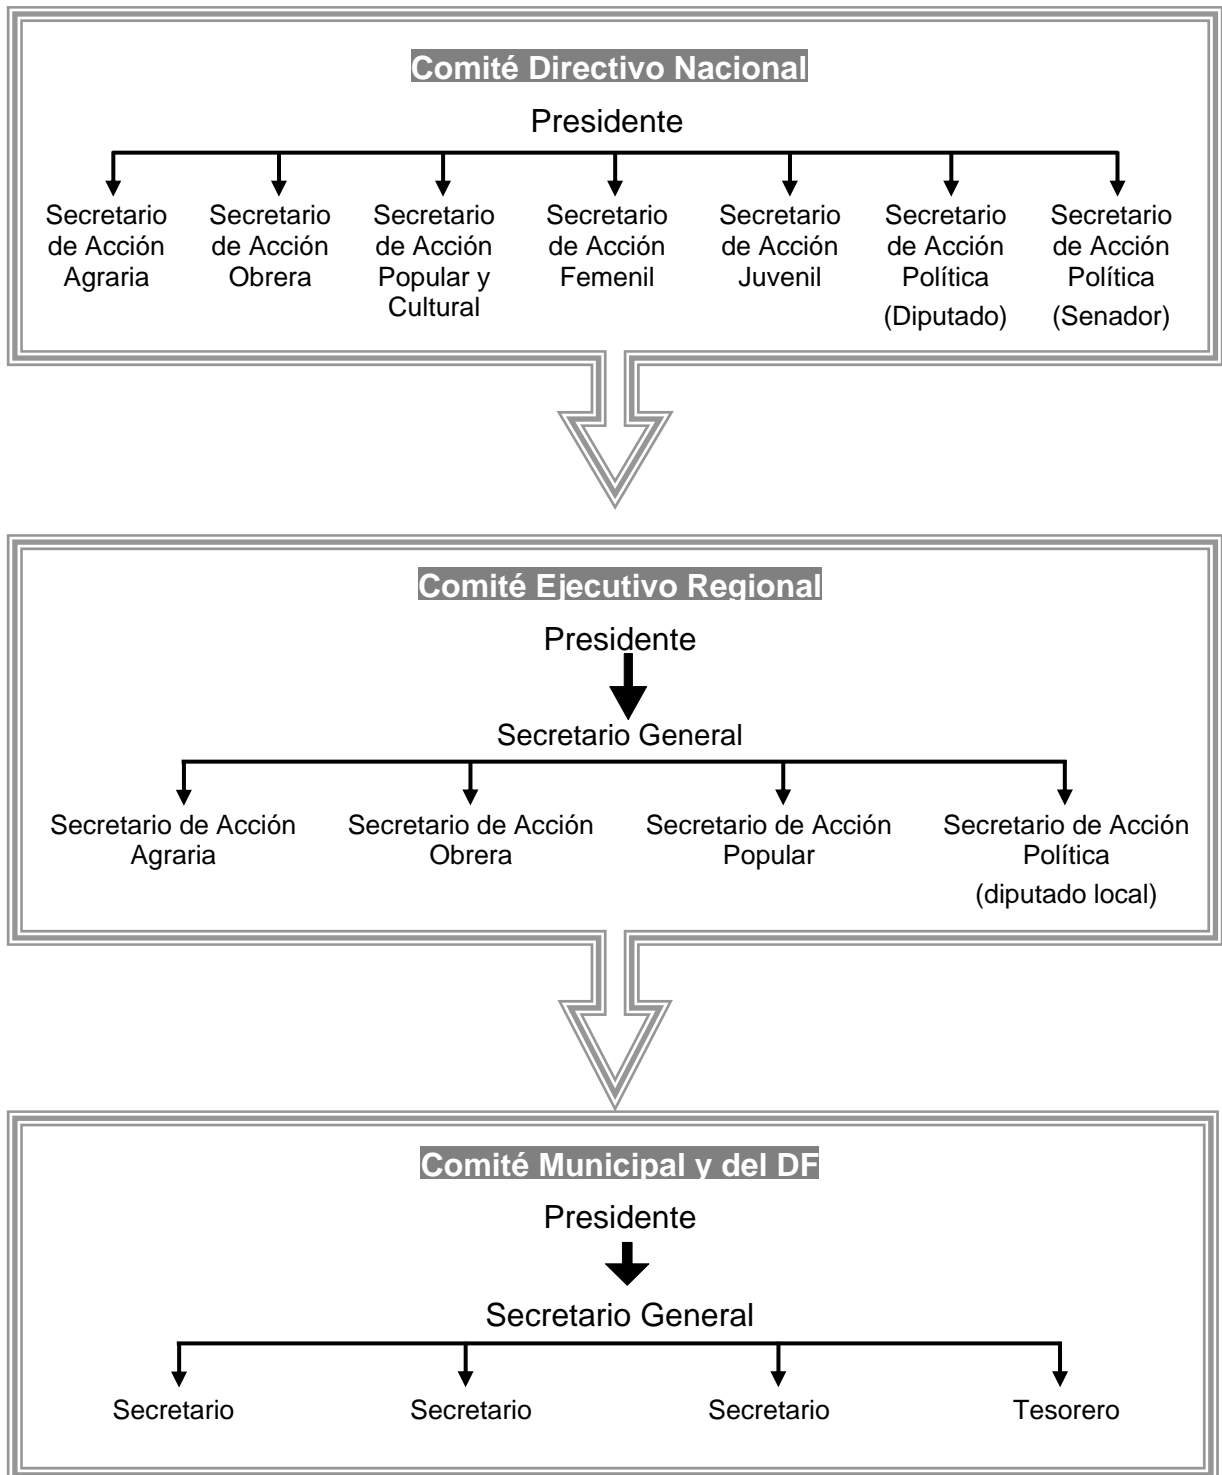 Comité Directivo Nacional
Presidente
Secretario
de Acción
Agraria
Secretario
de Acción
Obrera
Secretario
de Acción
Popular y
Cultural
Secretario
de Acción
Femenil
Secretario
de Acción
Juvenil
Secretario
de Acción
Política
(Diputado)
Secretario
de Acción
Política
(Senador)
Comité Ejecutivo Regional
Presidente
Secretario General
Secretario de Acción
Agraria
Secretario de Acción
Obrera
Secretario de Acción
Popular
Secretario de Acción
Política
(diputado local)
Comité Municipal y del DF
Presidente
Secretario General
Secretario
Secretario
Secretario
Tesorero